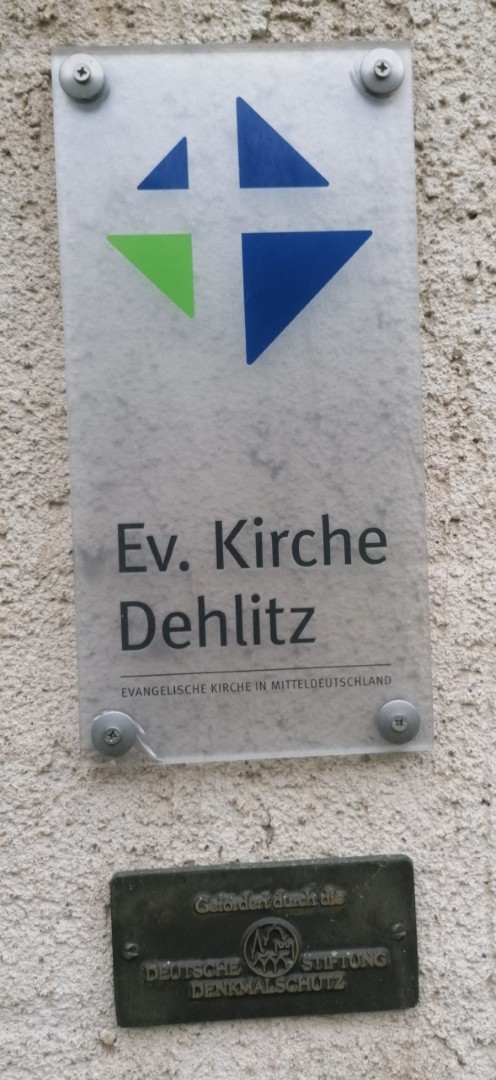 Ev. Kirche
Dehlitz
EVANGELISCHE KIRCHE IN MITTELDEUTSCHLAND
Gefördert durch die
DEUTSCHE STIFTUNG
DENKMALSCHUTZ